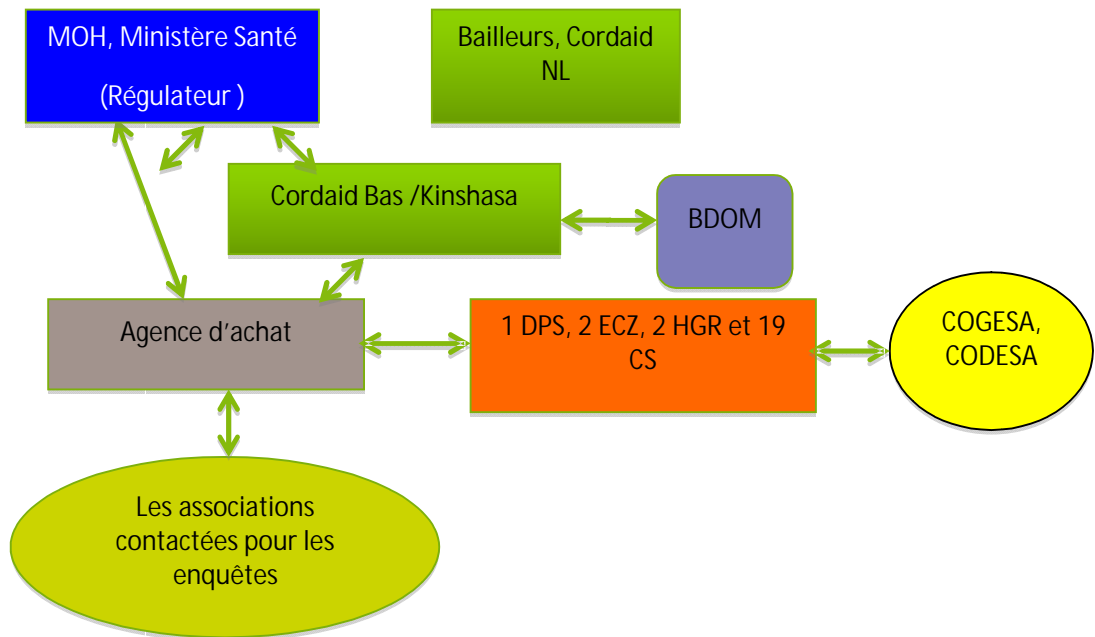 MOH, Ministère Santé
(Régulateur )
Bailleurs, Cordaid
NL
Cordaid Bas /Kinshasa
BDOM
Agence d'achat
1 DPS, 2 ECZ, 2 HGR et 19
CS
COGESA,
CODESA
Les associations
contactées pour les
enquêtes